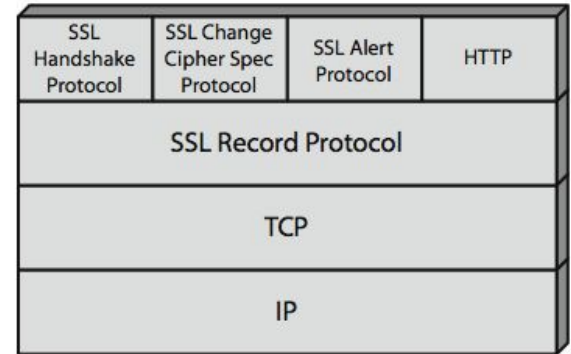 SSL
Handshake
Protocol
SSL Change
Cipher Spec
Protocol
SSL Alert
Protocol
HTTP
SSL Record Protocol
TCP
IP